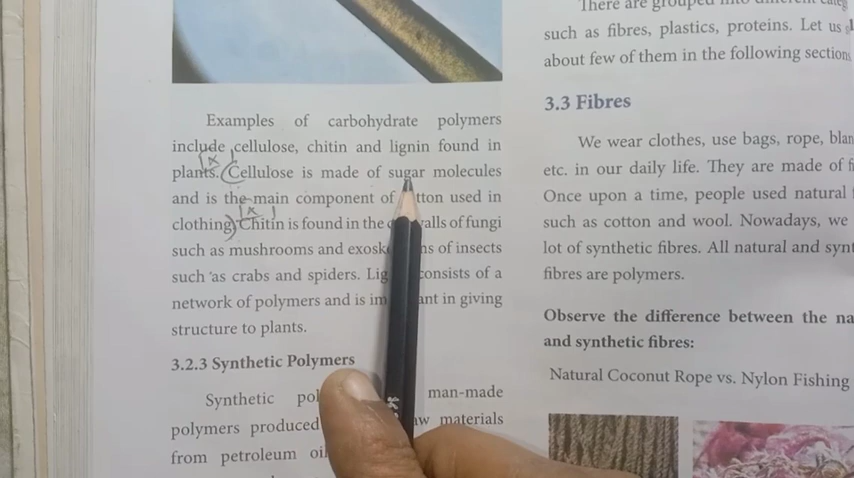 Examples of carbohydrate polymers
include cellulose, chitin and lignin found in
plants. Cellulose is made of sugar molecules
and is the main component of tton used in
clothing. Chitin is found in the alls of fungi
such as mushrooms and exosk ns of insects
such as crabs and spiders. Lig consists of a
network of polymers and is im ant in giving
structure to plants.
3.2.3 Synthetic Polymers
Synthetic pol man-made
polymers produced w materials
from petroleum oi
There are grouped into different categ
such as fibres, plastics, proteins. Let us
about few of them in the following sections
3.3 Fibres
We wear clothes, use bags, rope, blan
etc. in our daily life. They are made of fi
Once upon a time, people used natural
such as cotton and wool. Nowadays, we
lot of synthetic fibres. All natural and synt
fibres are polymers.
Observe the difference between the na
and synthetic fibres:
Natural Coconut Rope vs. Nylon Fishing